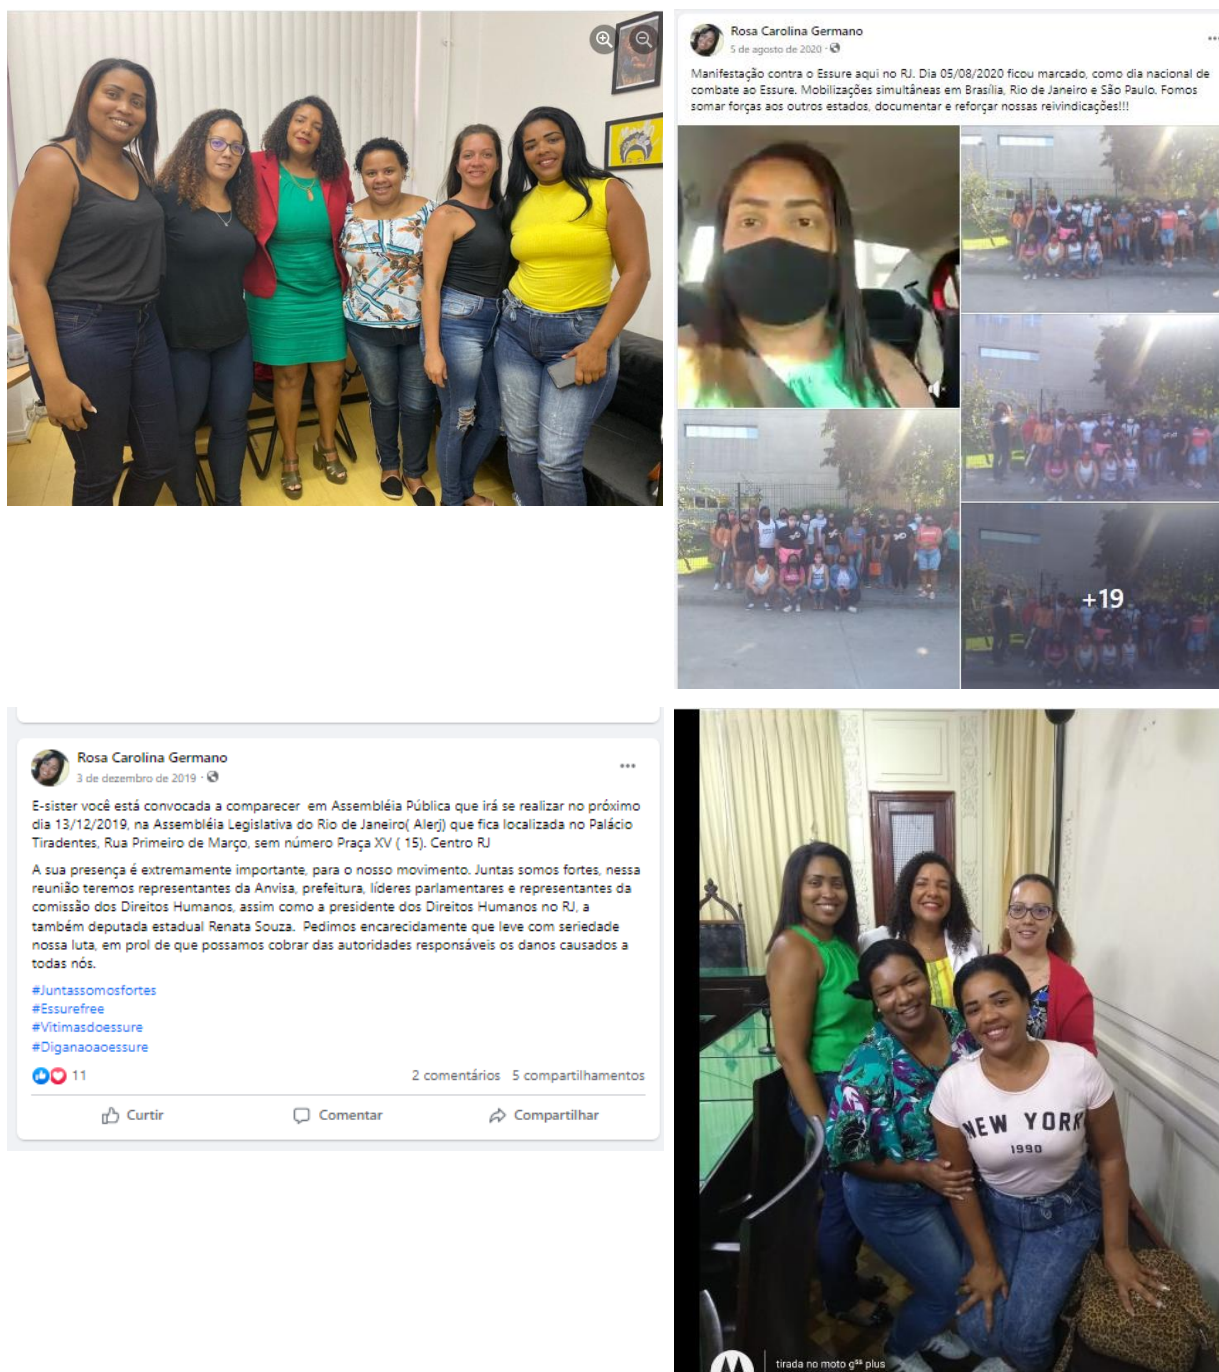 Rosa Carolina Germano
5 de agosto de 2020
Manifestação contra o Essure aqui no RJ. Dia 05/08/2020 ficou marcado, como dia nacional de
combate ao Essure. Mobilizações simultâneas em Brasília, Rio de Janeiro e São Paulo. Fomos
somar forças aos outros estados, documentar e reforçar nossas reivindicações!!!
+19
Rosa Carolina Germano
3 de dezembro de 2019
E-sister você está convocada a comparecer em Assembléia Pública que irá se realizar no próximo
dia 13/12/2019, na Assembléia Legislativa do Rio de Janeiro( Alerj) que fica localizada no Palácio
Tiradentes, Rua Primeiro de Março, sem número Praça XV ( 15). Centro RJ
A sua presença é extremamente importante, para o nosso movimento. Juntas somos fortes, nessa
reunião teremos representantes da Anvisa, prefeitura, líderes parlamentares e representantes da
comissão dos Direitos Humanos, assim como a presidente dos Direitos Humanos no RJ, a
também deputada estadual Renata Souza. Pedimos encarecidamente que leve com seriedade
nossa luta, em prol de que possamos cobrar das autoridades responsáveis os danos causados a
todas nós.
#Juntassomosfortes
#Essurefree
#Vitimasdoessure
#Diganaoaoessure
11
2 comentários 5 compartilhamentos
Curtir Comentar Compartilhar
NEW YORK
1990
tirada no moto g⁵ˢ plus